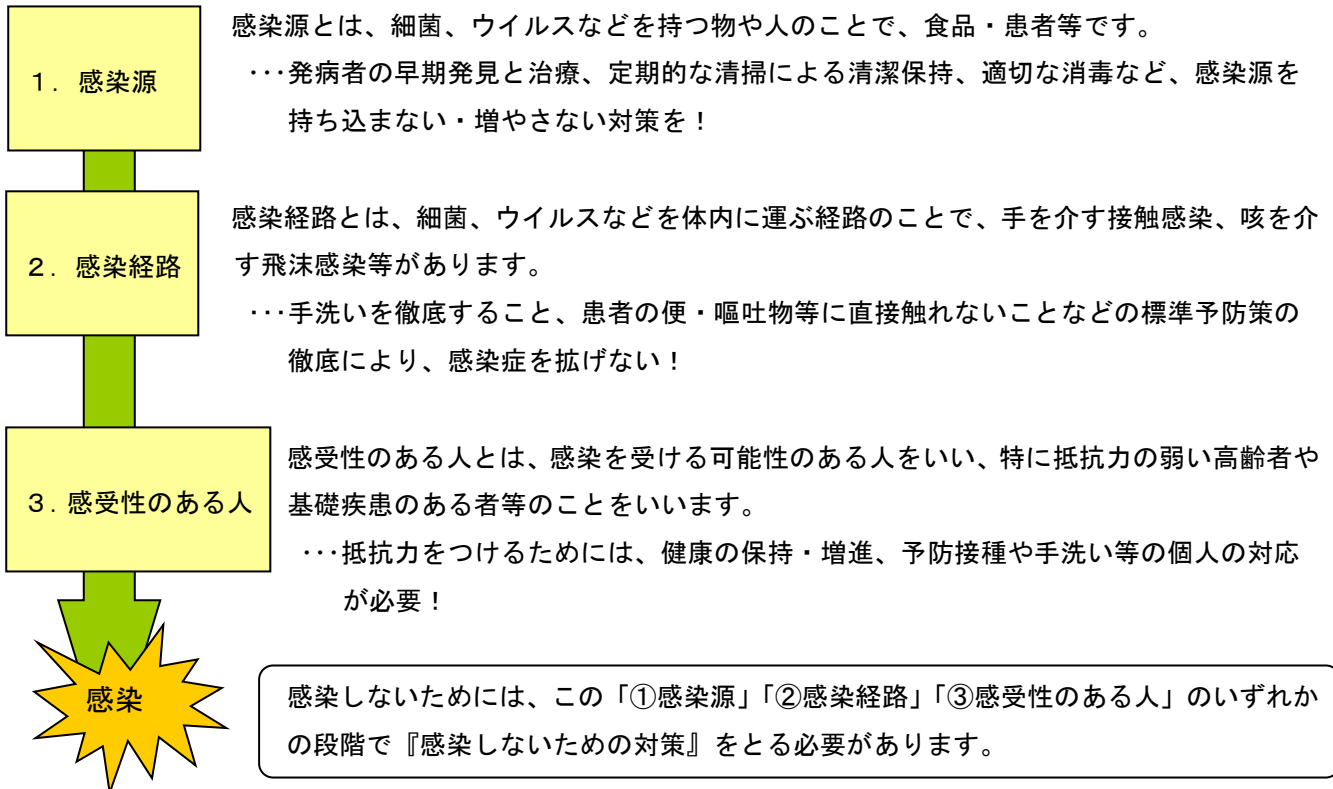 感染源とは、細菌、ウイルスなどを持つ物や人のことで、食品・患者等です。
１．感染源
･･･発病者の早期発見と治療、定期的な清掃による清潔保持、適切な消毒など、感染源を
持ち込まない・増やさない対策を！
感染経路とは、細菌、ウイルスなどを体内に運ぶ経路のことで、手を介す接触感染、咳を介
２．感染経路
す飛沫感染等があります。
･･･手洗いを徹底すること、患者の便・嘔吐物等に直接触れないことなどの標準予防策の
徹底により、感染症を拡げない！
感受性のある人とは、感染を受ける可能性のある人をいい、特に抵抗力の弱い高齢者や
３．感受性のある人
基礎疾患のある者等のことをいいます。
･･･抵抗力をつけるためには、健康の保持・増進、予防接種や手洗い等の個人の対応
が必要！
感染
感染しないためには、この「①感染源」「②感染経路」「③感受性のある人」のいずれか
の段階で『感染しないための対策』をとる必要があります。